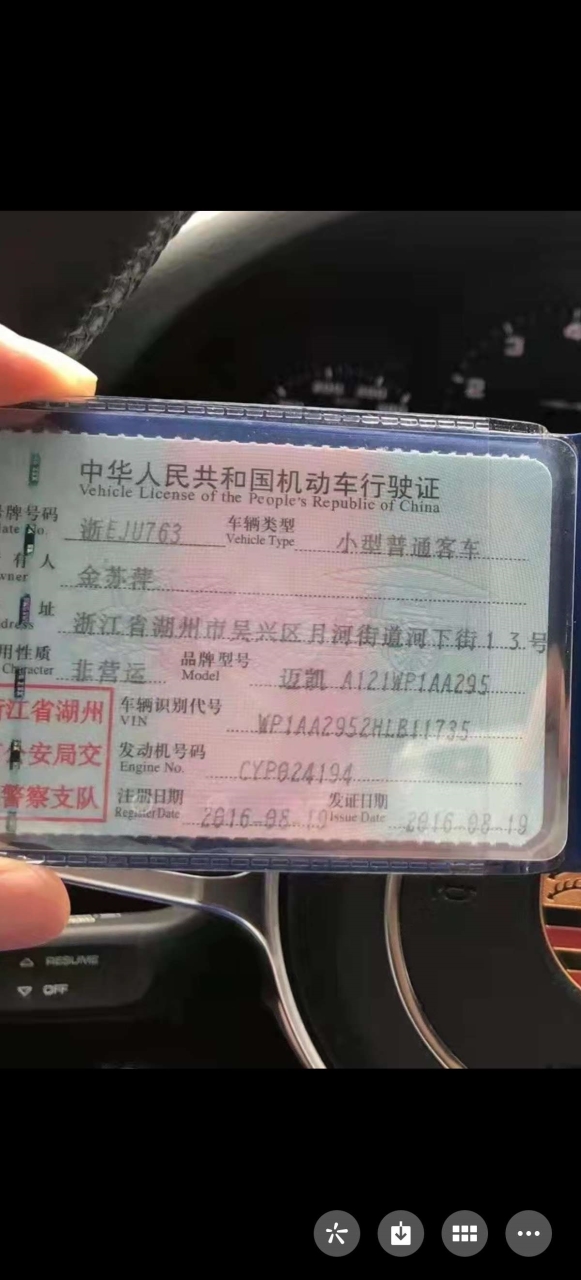 中华人民共和国机动车行驶证
Vehicle License of the People's Republic of China
牌号码 浙EJU763 车辆类型 小型普通客车
ate No. Vehicle Type
有人 金苏萍
wner
址 浙江省湖州市吴兴区月河街道河下街13号
dress
用性质 非营运 品牌型号 迈凯 A121WP1AA295
Character Model
车辆识别代号 WP1AA2952HLB11735
VIN
发动机号码 CYP024194
Engine No.
注册日期 2016-08-19 发证日期 2016-08-19
Register Date Issue Date
江省湖州
公安局交
警察支队
RESUME
OFF
2
3
4